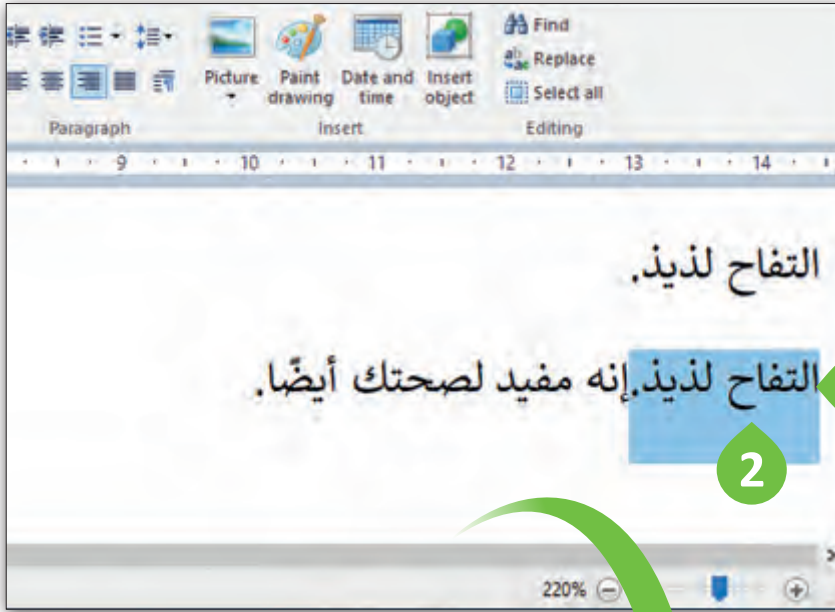 Find
Replace
Select all
Picture
Paint drawing
Date and time
Insert object
Paragraph
Insert
Editing
9 10 11 12 13 14
التفاح لذيذ.
التفاح لذيذ.إنه مفيد لصحتك أيضًا.
2
220%